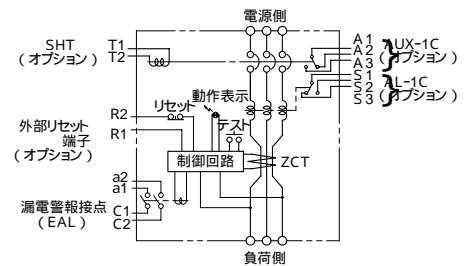 電源側
SHT
(オプション)
T1
T2
A1
A2
A3
AUX-1C
(オプション)
S1
S2
S3
AL-1C
(オプション)
動作表示
リセット
テスト
R2
R1
外部リセット
端子
(オプション)
制御回路
ZCT
a2
a1
漏電警報接点
(EAL)
C1
C2
負荷側